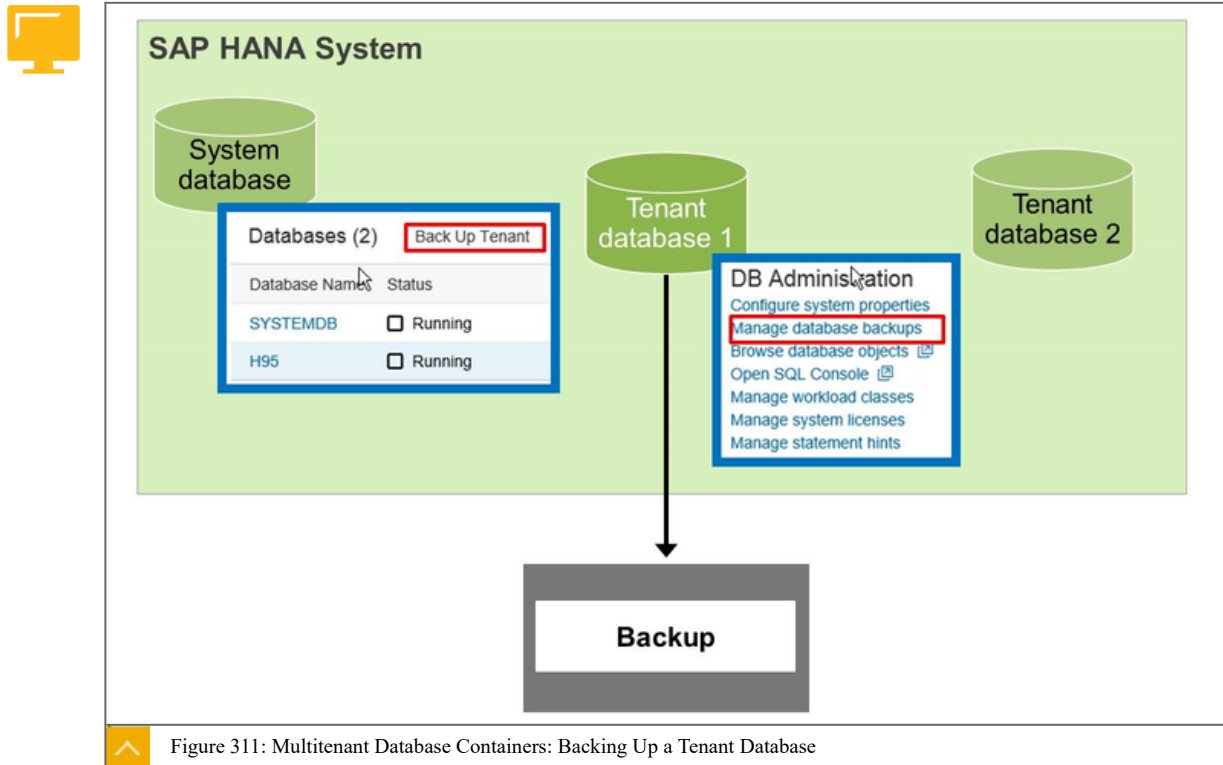 SAP HANA System
System
database
Databases (2) Back Up Tenant
Database Name Status
SYSTEMDB Running
H95 Running
Tenant
database 1
DB Administration
Configure system properties
Manage database backups
Browse database objects
Open SQL Console
Manage workload classes
Manage system licenses
Manage statement hints
Tenant
database 2
Backup
Figure 311: Multitenant Database Containers: Backing Up a Tenant Database